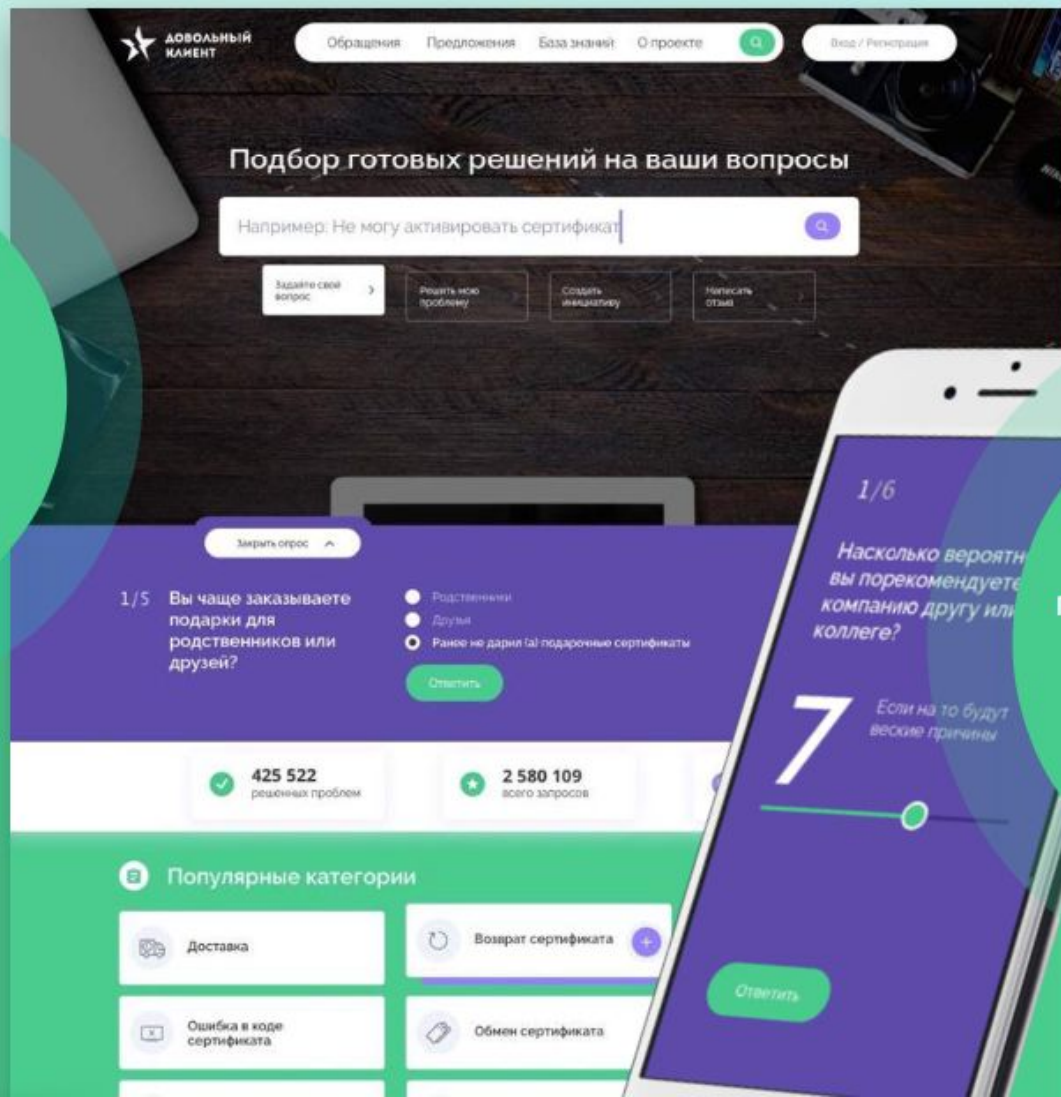 ДОВОЛЬНЫЙ
КЛИЕНТ
Обращения Предложения База знаний О проекте
Вход / Регистрация
Подбор готовых решений на ваши вопросы
Например: Не могу активировать сертификат
Задайте свой
вопрос
Решить мою
проблему
Создать
инициативу
Написать
отзыв
Закрыть опрос
1/5 Вы чаще заказываете
подарки для
родственников или
друзей?
Родственники
Друзья
Ранее не дарил (а) подарочные сертификаты
Ответить
425 522
решенных проблем
2 580 109
всего запросов
Популярные категории
Доставка
Возврат сертификата
Ошибка в коде
сертификата
Обмен сертификата
1/6
Насколько вероятн
вы порекомендуете
компанию другу или
коллеге?
7
Если на то будут
веские причины
Ответить